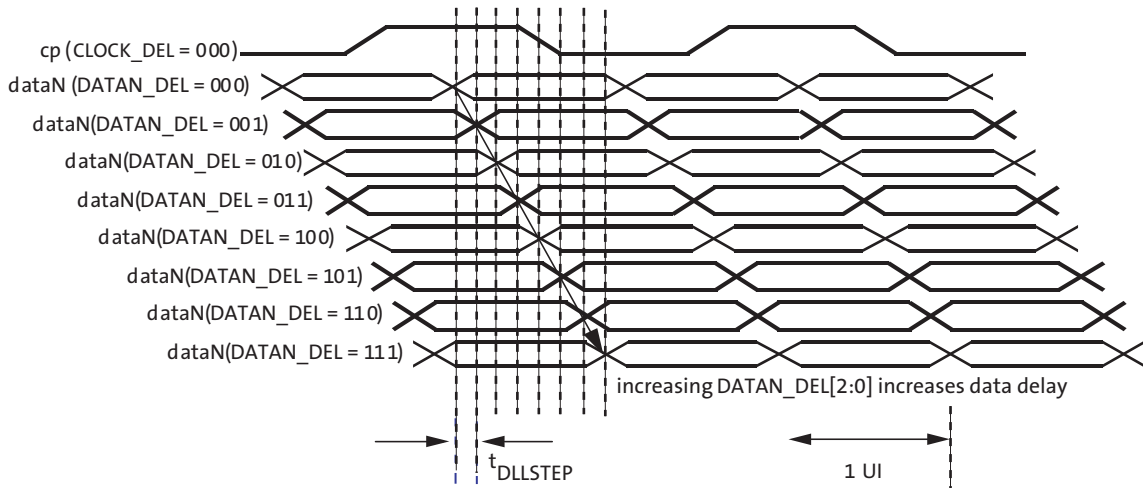 cp (CLOCK_DEL = 000)
dataN (DATAN_DEL = 000)
dataN(DATAN_DEL = 001)
dataN(DATAN_DEL = 010)
dataN(DATAN_DEL = 011)
dataN(DATAN_DEL = 100)
dataN(DATAN_DEL = 101)
dataN(DATAN_DEL = 110)
dataN(DATAN_DEL = 111)
increasing DATAN_DEL[2:0] increases data delay
tDLLSTEP
1 UI